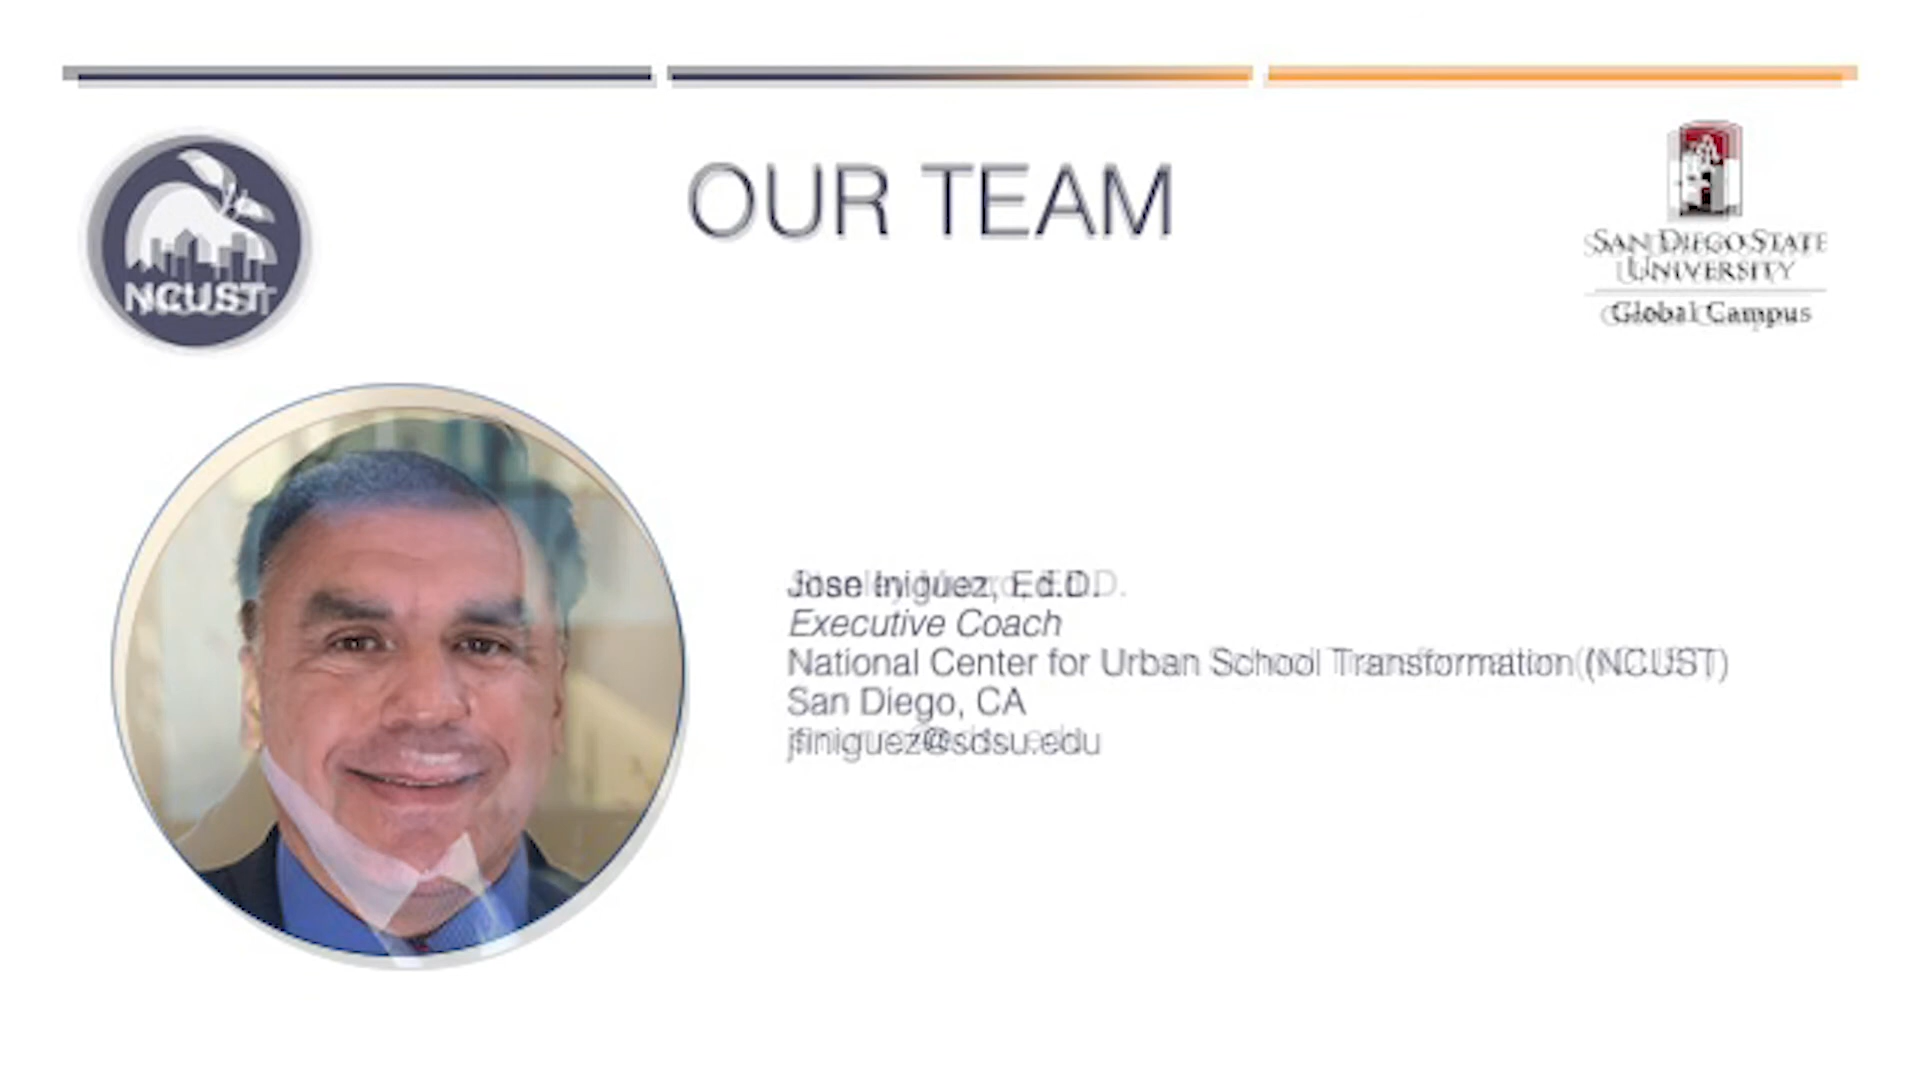 OUR TEAM
NCUST
SAN DIEGO STATE
UNIVERSITY
Global Campus
Jose Iniguez, Ed.D.
Executive Coach
National Center for Urban School Transformation (NCUST)
San Diego, CA
jfiniguez@sdsu.edu